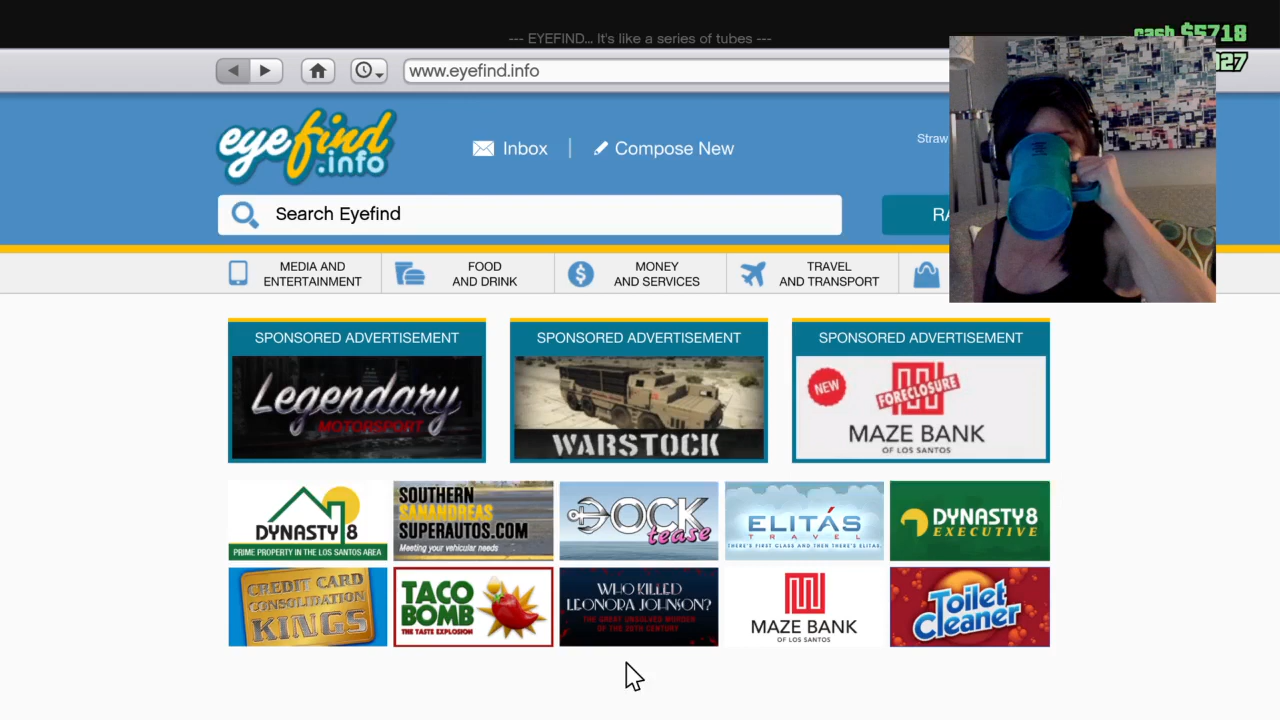 --- EYEFIND... It's like a series of tubes ---
cash $5718
027
www.eyefind.info
eyefind
.info
Inbox
Compose New
Straw
Search Eyefind
RA
MEDIA AND
ENTERTAINMENT
FOOD
AND DRINK
MONEY
AND SERVICES
TRAVEL
AND TRANSPORT
SPONSORED ADVERTISEMENT
SPONSORED ADVERTISEMENT
SPONSORED ADVERTISEMENT
Legendary
MOTORSPORT
WARSTOCK
NEW
FORECLOSURE
MAZE BANK
OF LOS SANTOS
DYNASTY 8
PRIME PROPERTY IN THE LOS SANTOS AREA
SOUTHERN
SANANDREAS
SUPERAUTOS.COM
Meeting your vehicular needs
DOCK
tease
ELITÁS
TRAVEL
THERE'S FIRST CLASS AND THEN THERE'S ELITAS
DYNASTY 8
EXECUTIVE
CREDIT CARD
CONSOLIDATION
KINGS
TACO
BOMB
THE TASTE EXPLOSION
WHO KILLED
LEONORA JOHNSON?
THE GREAT UNSOLVED MURDER
OF THE 20TH CENTURY
MAZE BANK
OF LOS SANTOS
Toilet
Cleaner